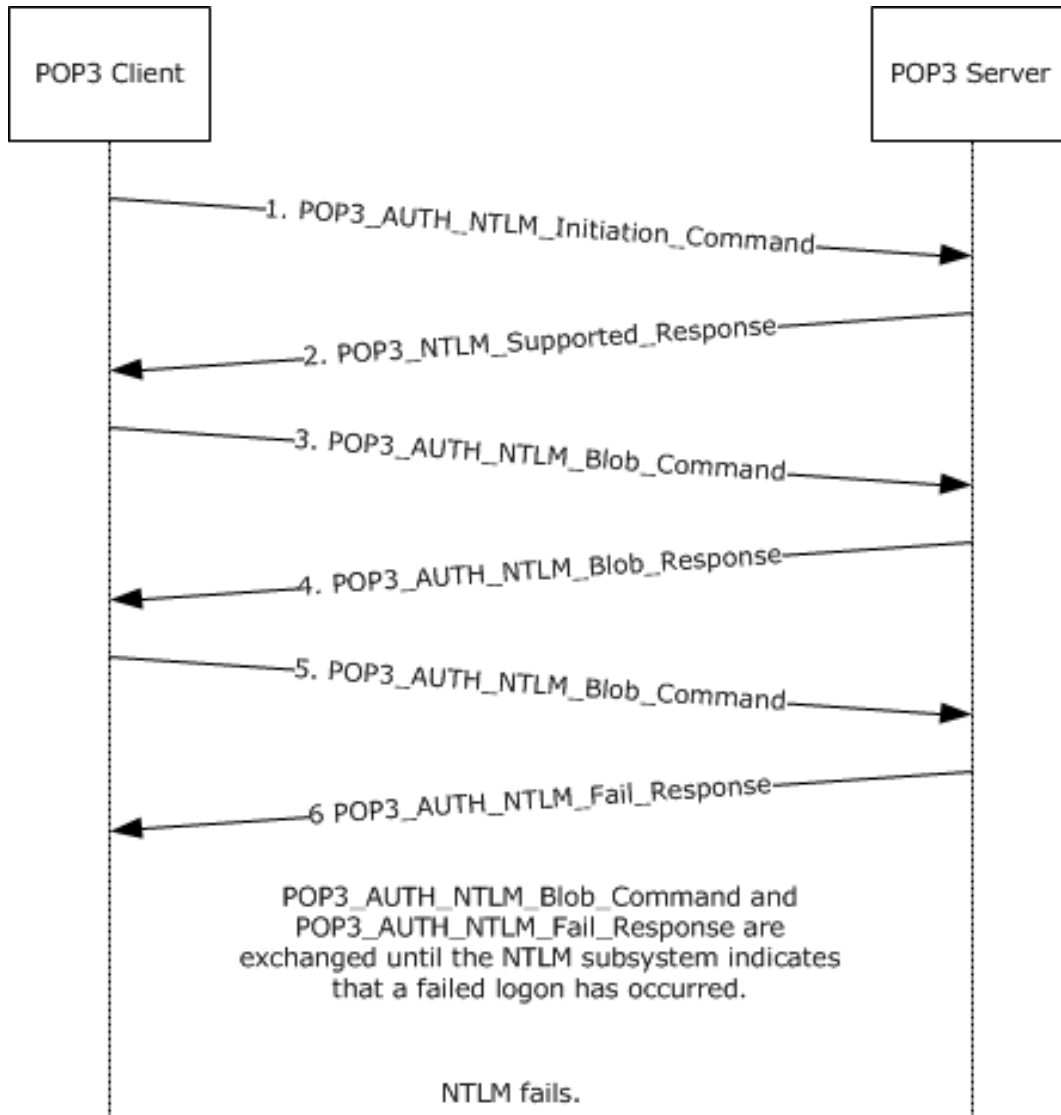 POP3 Client
POP3 Server
1. POP3_AUTH_NTLM_Initiation_Command
2. POP3_NTLM_Supported_Response
3. POP3_AUTH_NTLM_Blob_Command
4. POP3_AUTH_NTLM_Blob_Response
5. POP3_AUTH_NTLM_Blob_Command
6 POP3_AUTH_NTLM_Fail_Response
POP3_AUTH_NTLM_Blob_Command and
POP3_AUTH_NTLM_Fail_Response are
exchanged until the NTLM subsystem indicates
that a failed logon has occurred.
NTLM fails.